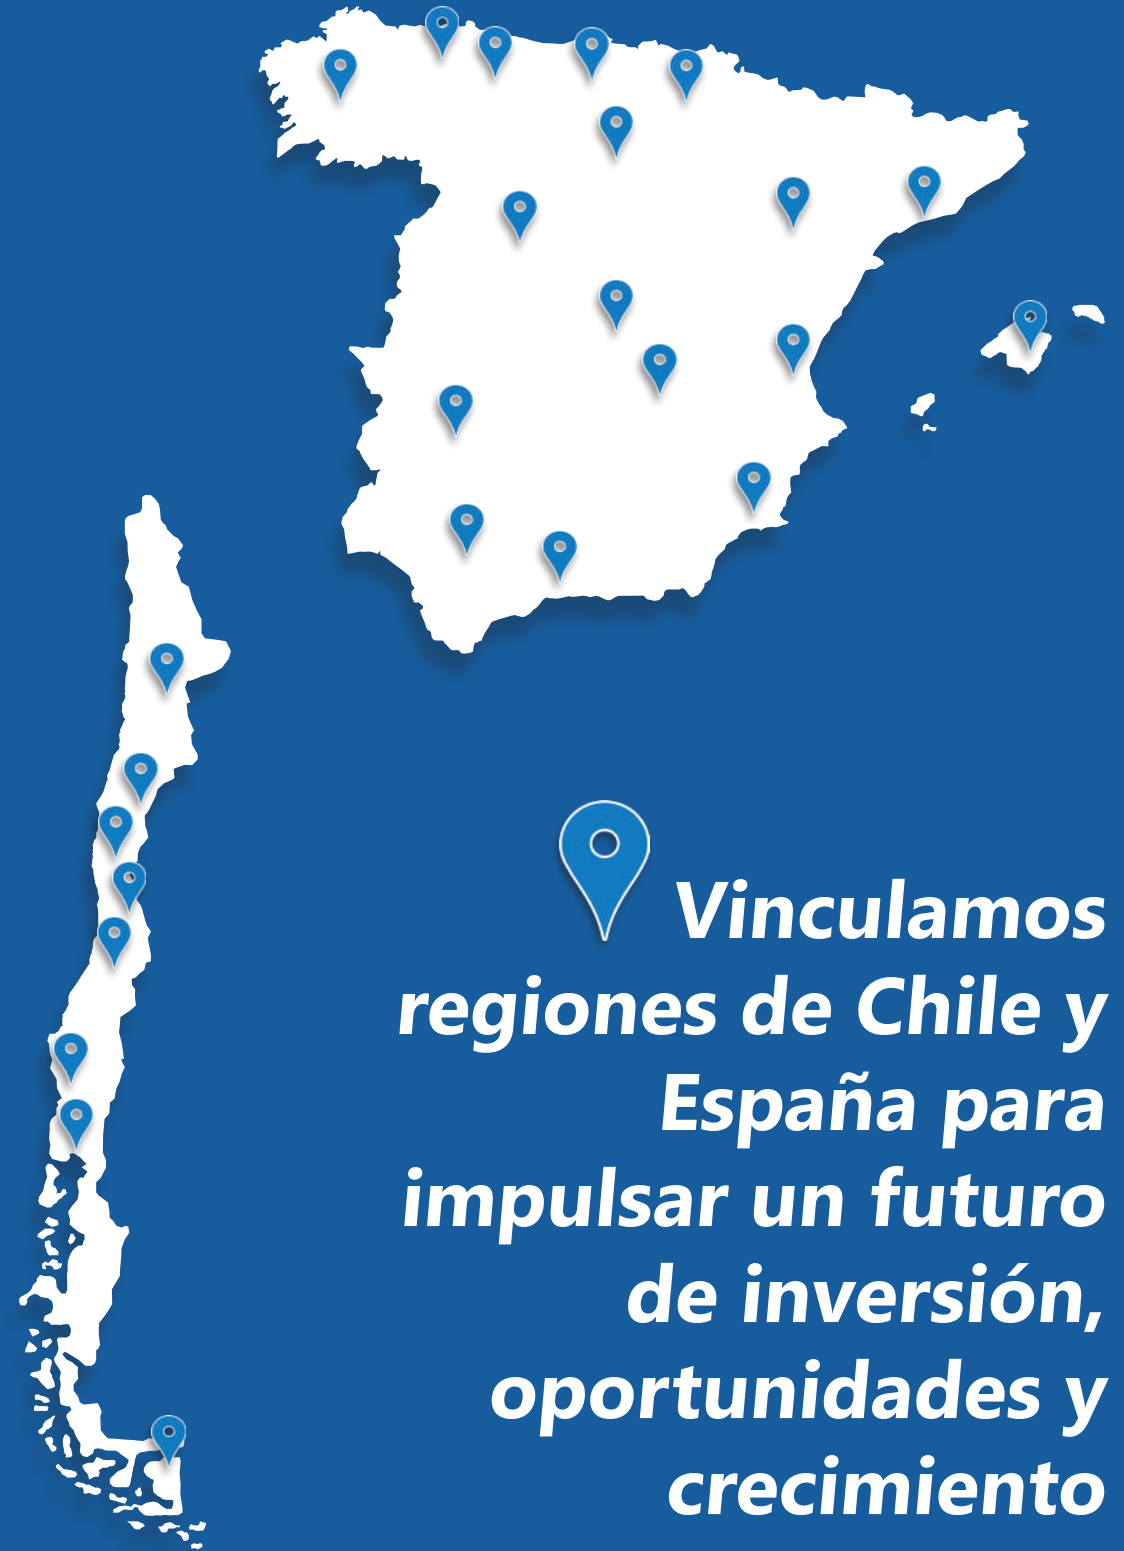 Vinculamos
regiones de Chile y
España para
impulsar un futuro
de inversión,
oportunidades y
crecimiento